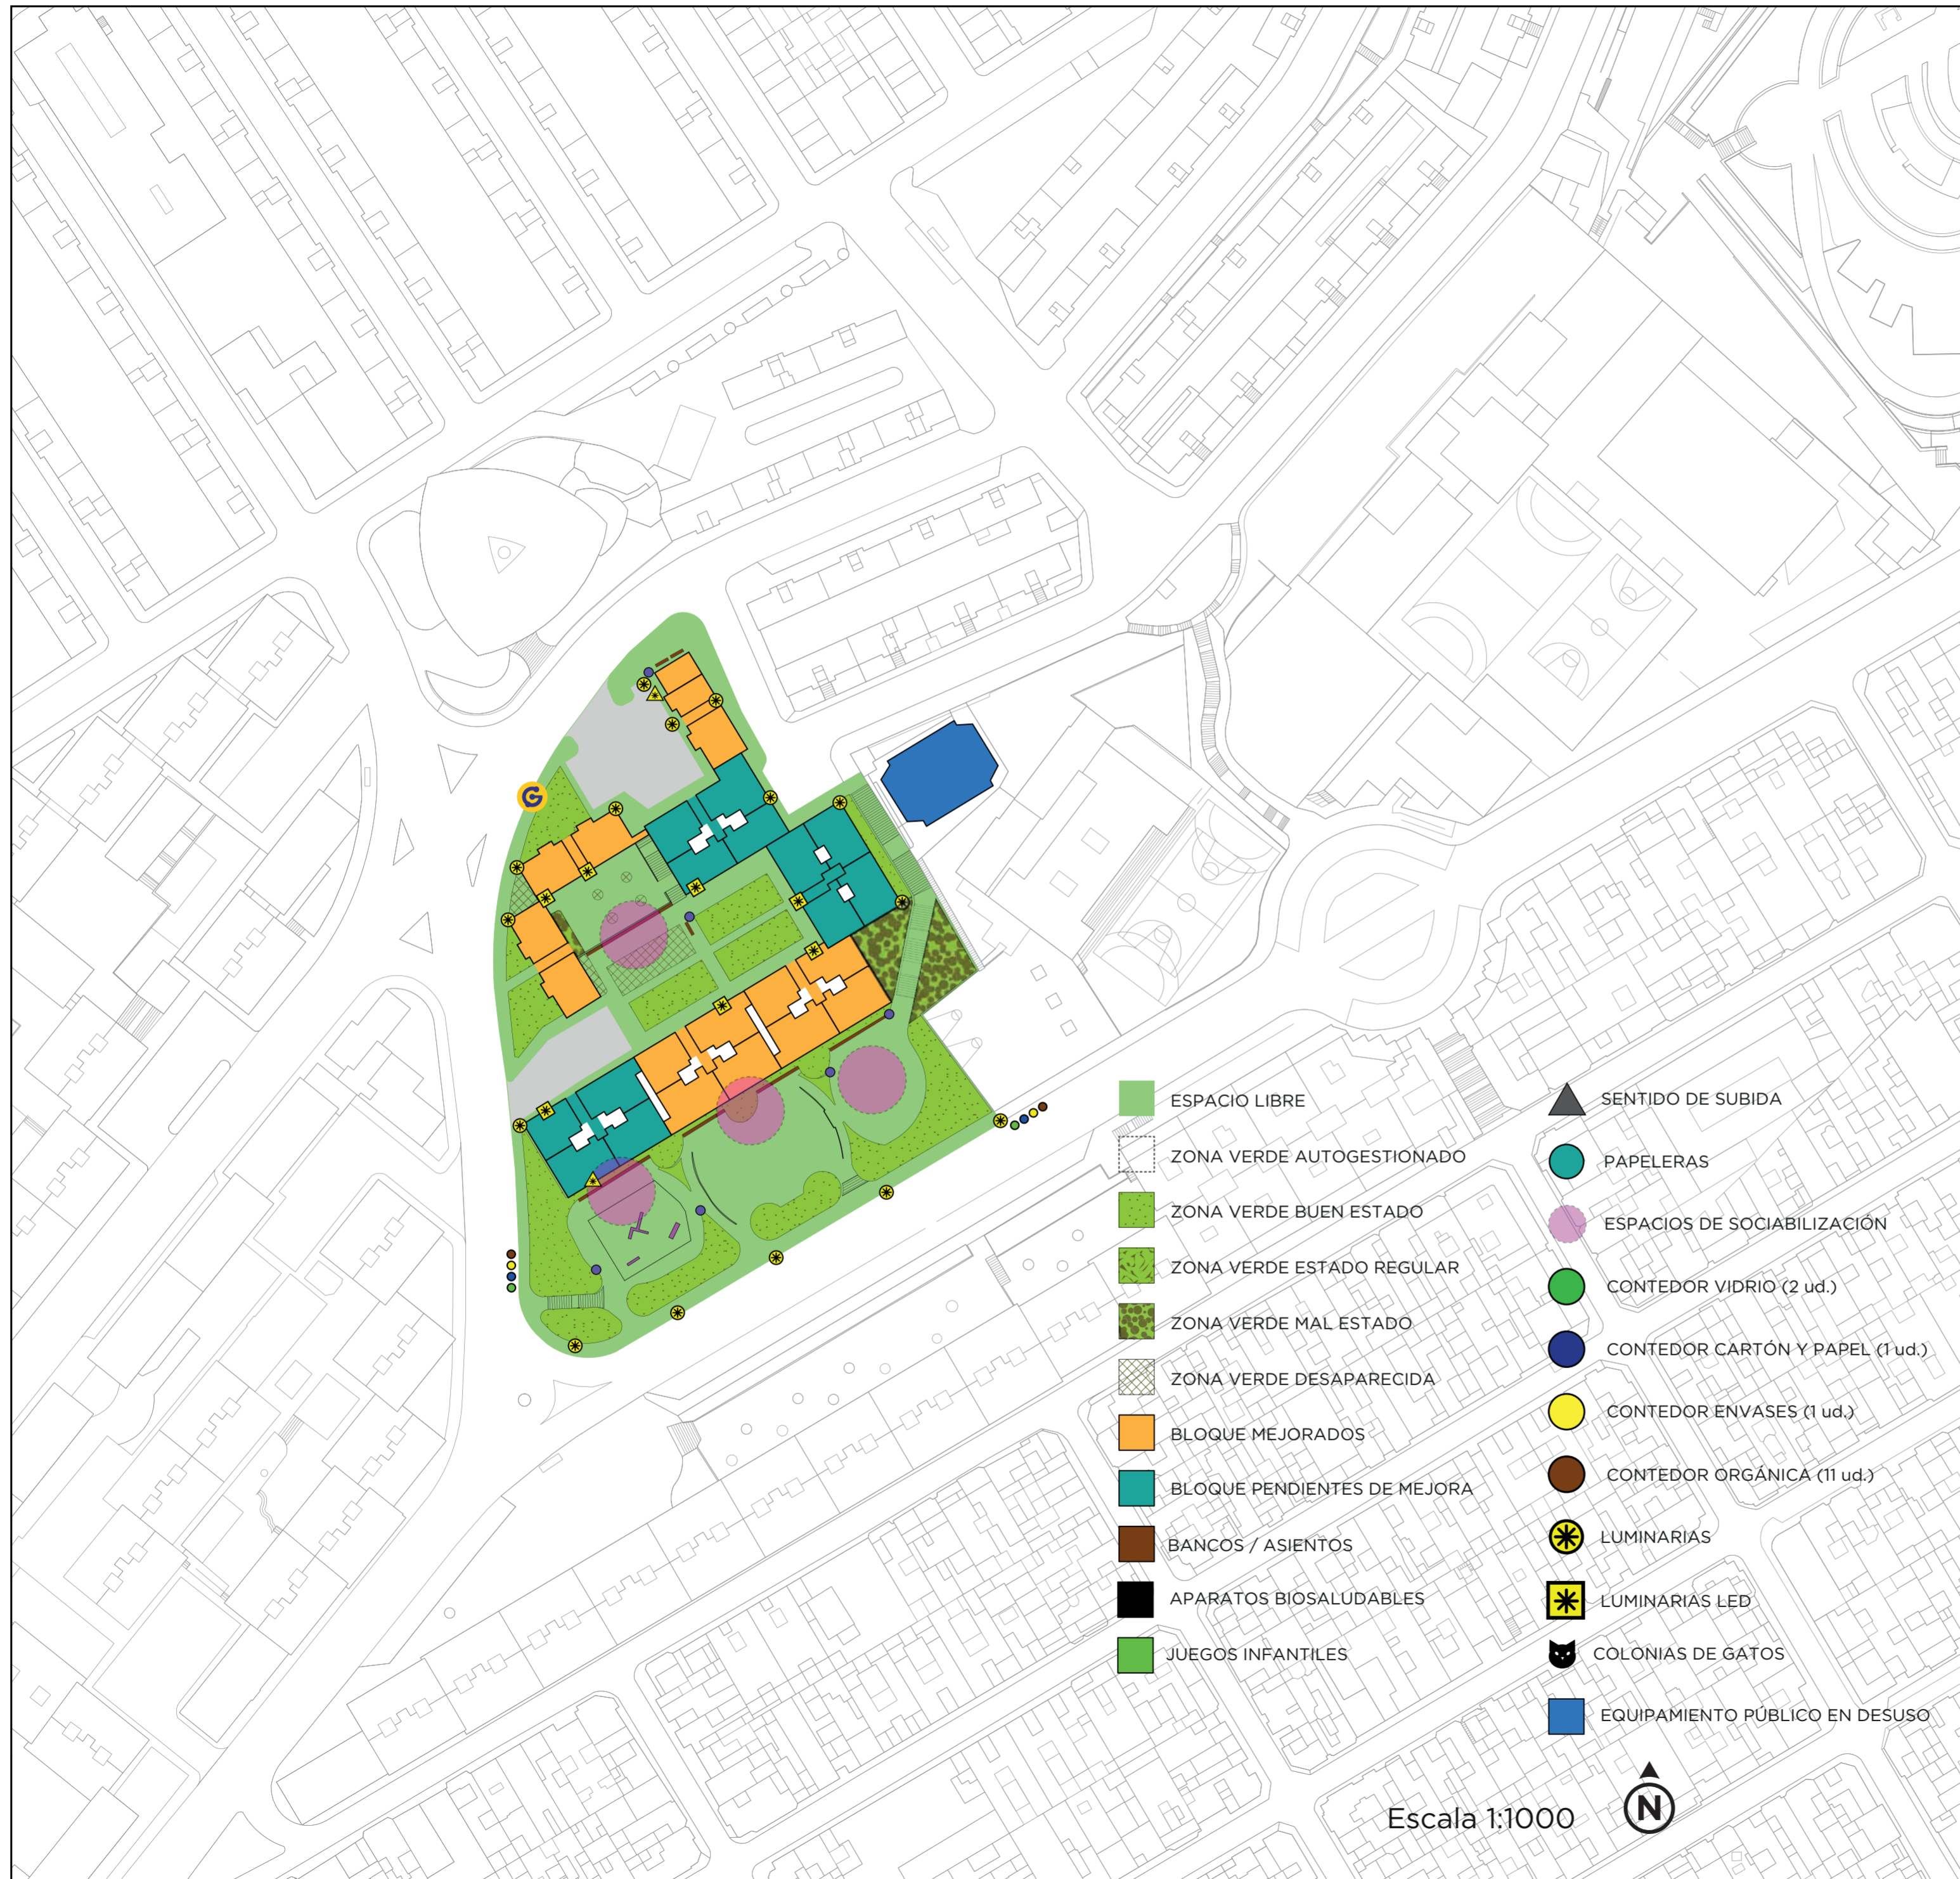 ESPACIO LIBRE
ZONA VERDE AUTOGESTIONADO
ZONA VERDE BUEN ESTADO
ZONA VERDE ESTADO REGULAR
ZONA VERDE MAL ESTADO
ZONA VERDE DESAPARECIDA
BLOQUE MEJORADOS
BLOQUE PENDIENTES DE MEJORA
BANCOS / ASIENTOS
APARATOS BIOSALUDABLES
JUEGOS INFANTILES
SENTIDO DE SUBIDA
PAPELERAS
ESPACIOS DE SOCIABILIZACIÓN
CONTEDOR VIDRIO (2 ud.)
CONTEDOR CARTÓN Y PAPEL (1 ud.)
CONTEDOR ENVASES (1 ud.)
CONTEDOR ORGÁNICA (11 ud.)
LUMINARIAS
LUMINARIAS LED
COLONIAS DE GATOS
EQUIPAMIENTO PÚBLICO EN DESUSO
Escala 1:1000
N